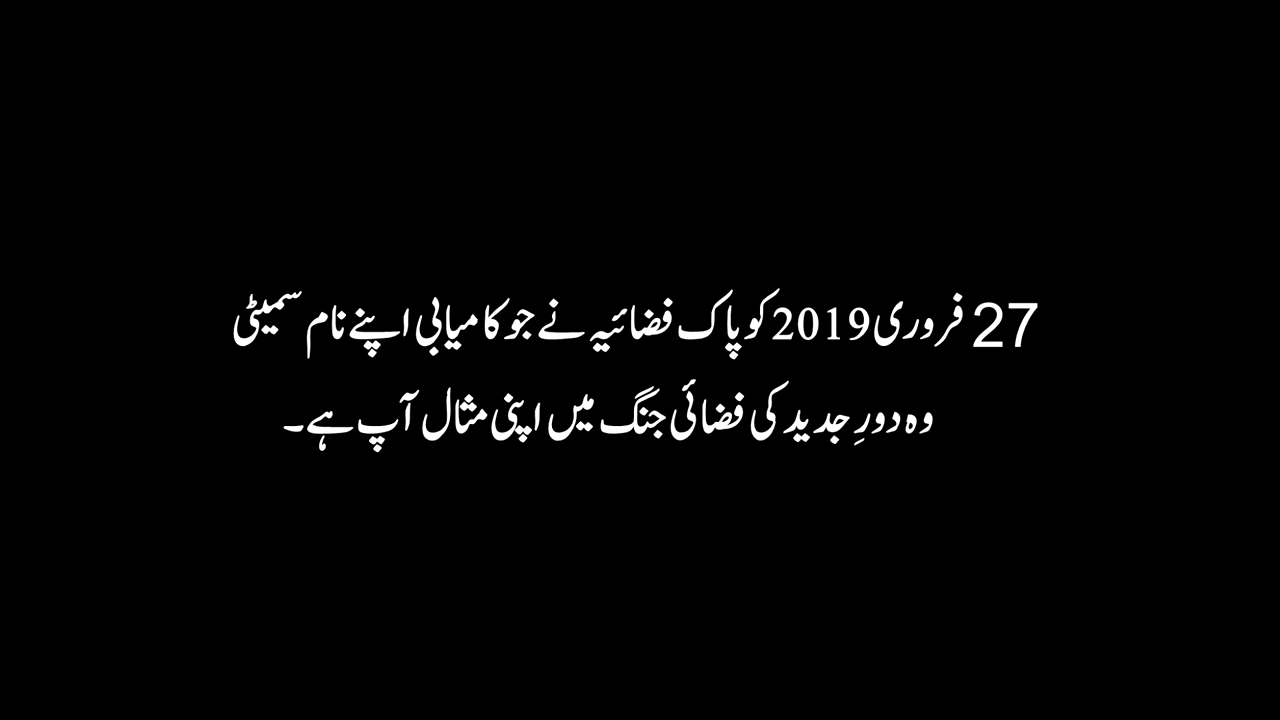 27 فروری 2019 کو پاک فضائیہ نے جو کامیابی اپنے نام سمیٹی
وہ دورِ جدید کی فضائی جنگ میں اپنی مثال آپ ہے۔